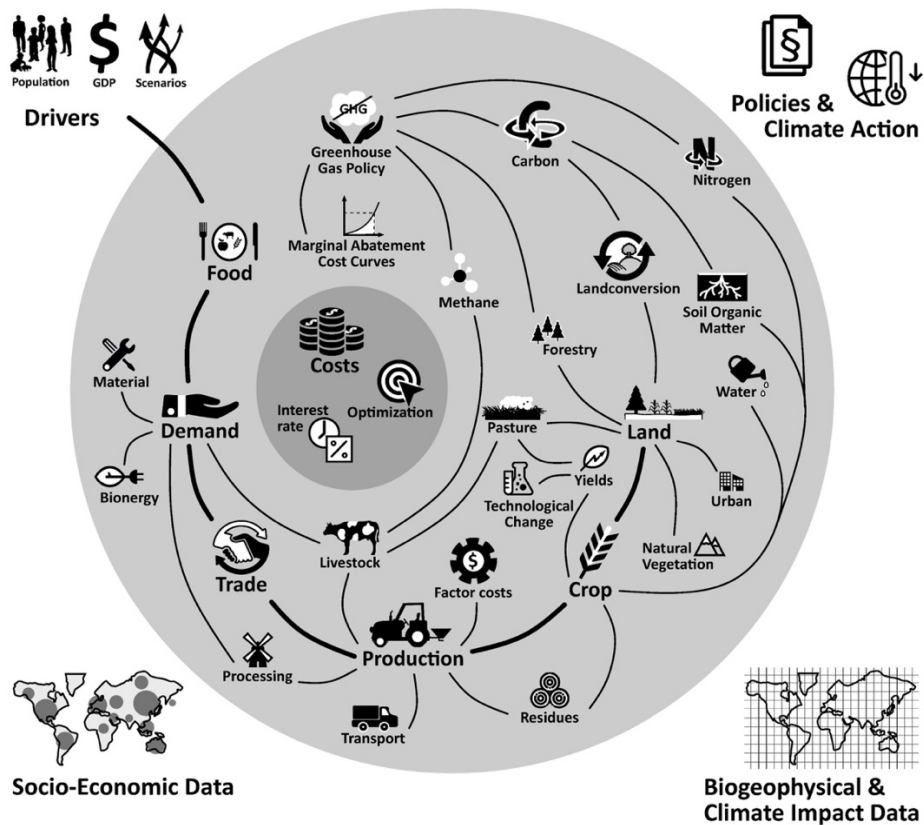 Population
GDP
Scenarios
Drivers
§
Policies &
Climate Action
GHG
Greenhouse
Gas Policy
Carbon
N
Nitrogen
Marginal Abatement
Cost Curves
Food
Methane
Landconversion
Soil Organic
Matter
$
Costs
Forestry
Material
Water
Interest
rate
%
Optimization
Demand
Pasture
Land
Bionergy
Technological
Change
Yields
Urban
Trade
Livestock
$
Factor costs
Natural
Vegetation
Crop
Production
Processing
Residues
Transport
Socio-Economic Data
Biogeophysical &
Climate Impact Data